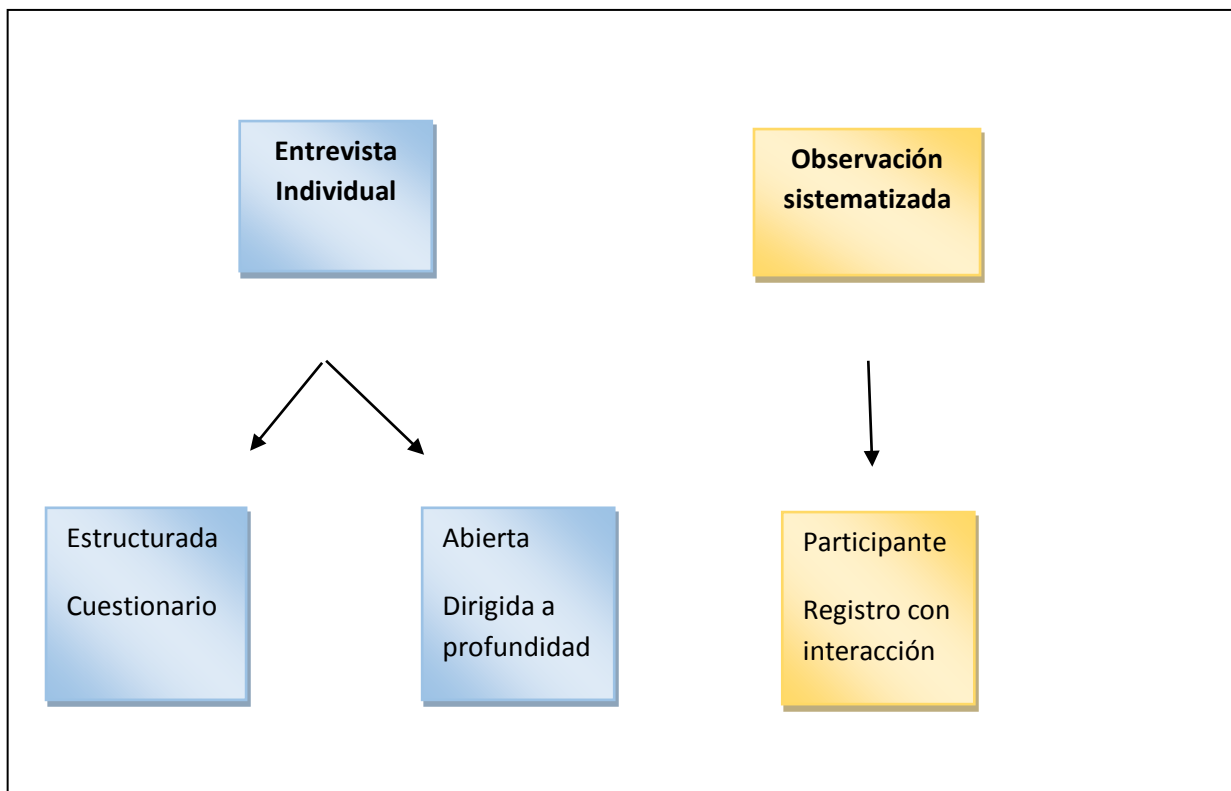 Entrevista
Individual
Observación
sistematizada
Estructurada
Cuestionario
Abierta
Dirigida a
profundidad
Participante
Registro con
interacción